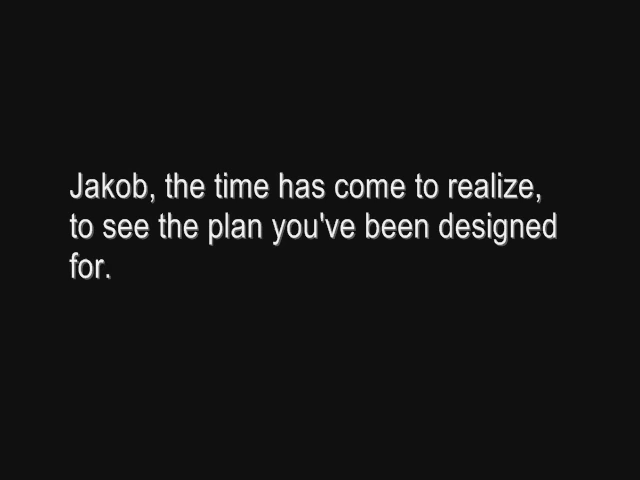 Jakob, the time has come to realize,
to see the plan you've been designed
for.